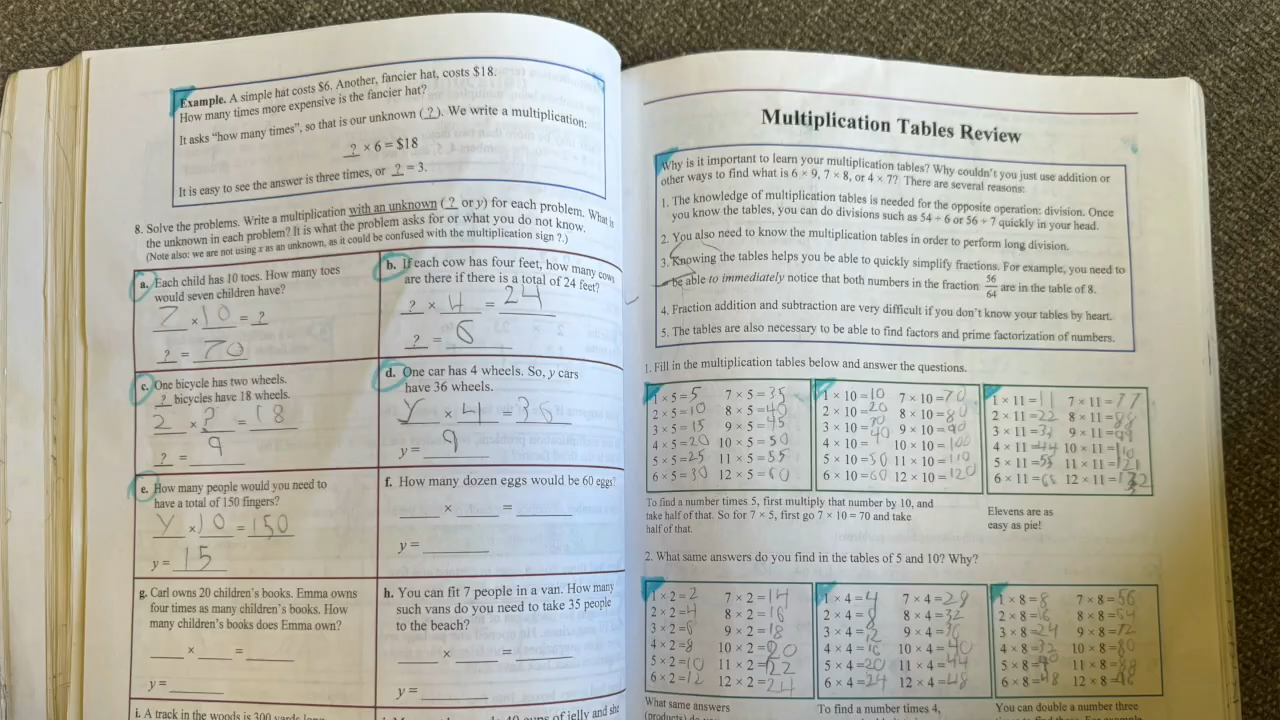 Example. A simple hat costs $6. Another, fancier hat, costs $18.
How many times more expensive is the fancier hat?
It asks "how many times", so that is our unknown (?). We write a multiplication:
? × 6 = $18
It is easy to see the answer is three times, or ? = 3.
8. Solve the problems. Write a multiplication with an unknown (? or y) for each problem. What is
the unknown in each problem? It is what the problem asks for or what you do not know.
(Note also: we are not using x as an unknown, as it could be confused with the multiplication sign ?.)
a. Each child has 10 toes. How many toes
would seven children have?
7 × 10 = ?
? = 70
b. If each cow has four feet, how many cows
are there if there is a total of 24 feet?
? × 4 = 24
? = 6
c. One bicycle has two wheels.
? bicycles have 18 wheels.
2 × ? = 18
? = 9
d. One car has 4 wheels. So, y cars
have 36 wheels.
Y × 4 = 36
y = 9
e. How many people would you need to
have a total of 150 fingers?
Y × 10 = 150
y = 15
f. How many dozen eggs would be 60 eggs?
× =
y =
g. Carl owns 20 children's books. Emma owns
four times as many children's books. How
many children's books does Emma own?
× =
y =
h. You can fit 7 people in a van. How many
such vans do you need to take 35 people
to the beach?
× =
y =
i. A track in the woods is 300 yards
of jelly and she
Multiplication Tables Review
Why is it important to learn your multiplication tables? Why couldn't you just use addition or
other ways to find what is 6 × 9, 7 × 8, or 4 × 7? There are several reasons:
1. The knowledge of multiplication tables is needed for the opposite operation: division. Once
you know the tables, you can do divisions such as 54 ÷ 6 or 56 ÷ 7 quickly in your head.
2. You also need to know the multiplication tables in order to perform long division.
3. Knowing the tables helps you be able to quickly simplify fractions. For example, you need to
be able to immediately notice that both numbers in the fraction 56/64 are in the table of 8.
4. Fraction addition and subtraction are very difficult if you don't know your tables by heart.
5. The tables are also necessary to be able to find factors and prime factorization of numbers.
1. Fill in the multiplication tables below and answer the questions.
1 × 5 = 5 7 × 5 = 35
2 × 5 = 10 8 × 5 = 40
3 × 5 = 15 9 × 5 = 45
4 × 5 = 20 10 × 5 = 50
5 × 5 = 25 11 × 5 = 55
6 × 5 = 30 12 × 5 = 60
1 × 10 = 10 7 × 10 = 70
2 × 10 = 20 8 × 10 = 80
3 × 10 = 30 9 × 10 = 90
4 × 10 = 40 10 × 10 = 100
5 × 10 = 50 11 × 10 = 110
6 × 10 = 60 12 × 10 = 120
1 × 11 = 11 7 × 11 = 77
2 × 11 = 22 8 × 11 = 88
3 × 11 = 33 9 × 11 = 99
4 × 11 = 44 10 × 11 = 110
5 × 11 = 55 11 × 11 = 121
6 × 11 = 66 12 × 11 = 132
To find a number times 5, first multiply that number by 10, and
take half of that. So for 7 × 5, first go 7 × 10 = 70 and take
half of that.
Elevens are as
easy as pie!
2. What same answers do you find in the tables of 5 and 10? Why?
1 × 2 = 2 7 × 2 = 14
2 × 2 = 4 8 × 2 = 16
3 × 2 = 6 9 × 2 = 18
4 × 2 = 8 10 × 2 = 20
5 × 2 = 10 11 × 2 = 22
6 × 2 = 12 12 × 2 = 24
1 × 4 = 4 7 × 4 = 29
2 × 4 = 8 8 × 4 = 32
3 × 4 = 12 9 × 4 = 36
4 × 4 = 16 10 × 4 = 40
5 × 4 = 20 11 × 4 = 44
6 × 4 = 24 12 × 4 = 48
1 × 8 = 8 7 × 8 = 56
2 × 8 = 16 8 × 8 = 64
3 × 8 = 24 9 × 8 = 72
4 × 8 = 32 10 × 8 = 80
5 × 8 = 40 11 × 8 = 88
6 × 8 = 48 12 × 8 =
What same answers
(products) do
To find a number times 4,
You can double a number three